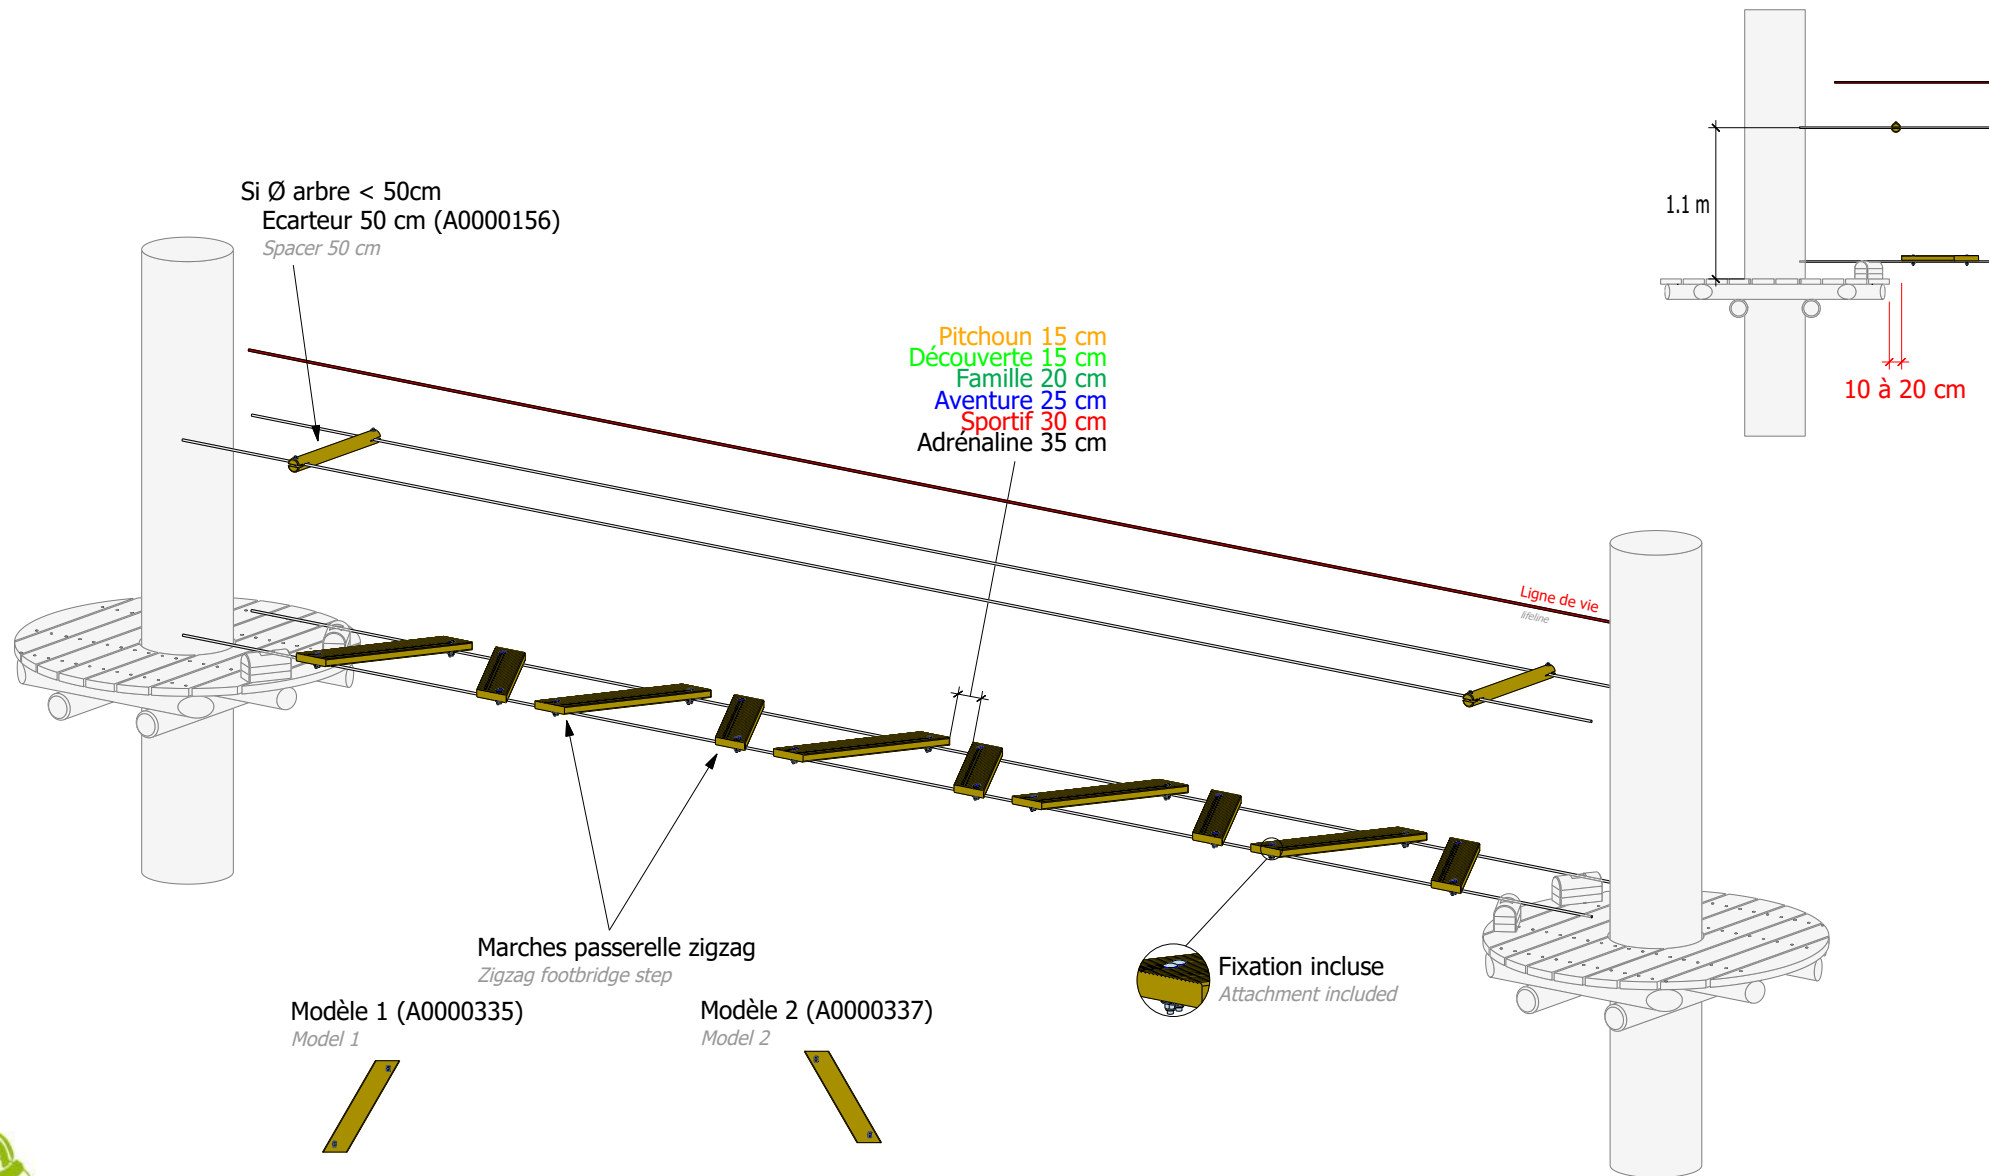 Si Ø arbre < 50cm
Ecarteur 50 cm (A0000156)
Spacer 50 cm
1.1 m
10 à 20 cm
Pitchoun 15 cm
Découverte 15 cm
Famille 20 cm
Aventure 25 cm
Sportif 30 cm
Adrénaline 35 cm
Ligne de vie
lifeline
Marches passerelle zigzag
Zigzag footbridge step
Modèle 1 (A0000335)
Model 1
Modèle 2 (A0000337)
Model 2
Fixation incluse
Attachment included